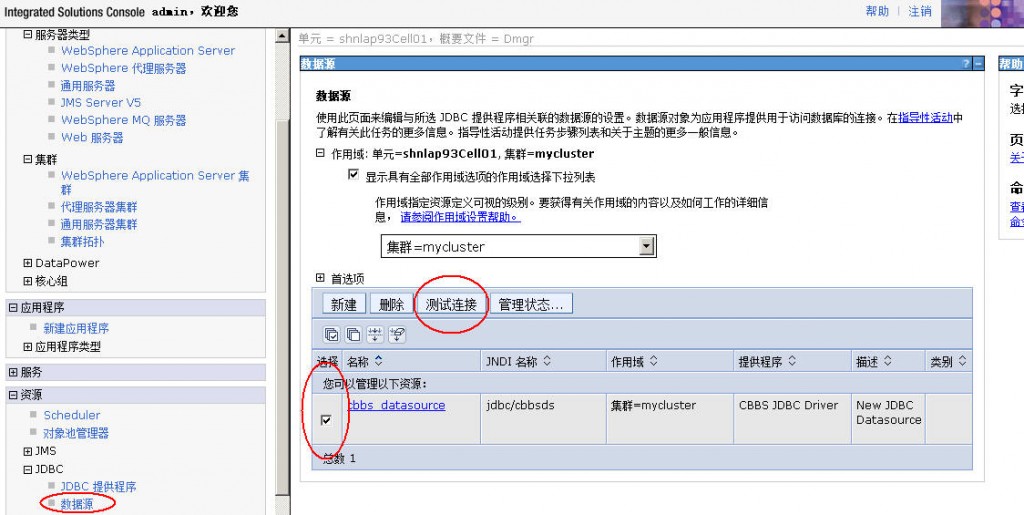 Integrated Solutions Console admin，欢迎您
帮助 | 注销
服务器类型
WebSphere Application Server
WebSphere 代理服务器
通用服务器
JMS Server V5
WebSphere MQ 服务器
Web 服务器
集群
WebSphere Application Server 集
群
代理服务器集群
通用服务器集群
集群拓扑
DataPower
核心组
应用程序
新建应用程序
应用程序类型
服务
资源
Scheduler
对象池管理器
JMS
JDBC
JDBC 提供程序
数据源
单元 = shnlap93Cell01，概要文件 = Dmgr
数据源
?
数据源
使用此页面来编辑与所选 JDBC 提供程序相关联的数据源的设置。数据源对象为应用程序提供用于访问数据库的连接。在指导性活动中
了解有关此任务的更多信息。指导性活动提供任务步骤列表和关于主题的更多一般信息。
作用域: 单元=shnlap93Cell01, 集群=mycluster
显示具有全部作用域选项的作用域选择下拉列表
作用域指定资源定义可视的级别。要获得有关作用域的内容以及如何工作的详细信
息，请参阅作用域设置帮助。
集群=mycluster
首选项
新建 删除 测试连接 管理状态...
选择 名称 JNDI 名称 作用域 提供程序 描述 类别
您可以管理以下资源:
cbbs_datasource jdbc/cbbsds 集群=mycluster CBBS JDBC Driver New JDBC
Datasource
总数 1
帮助
字
选择
页
关于
命
查看
命令